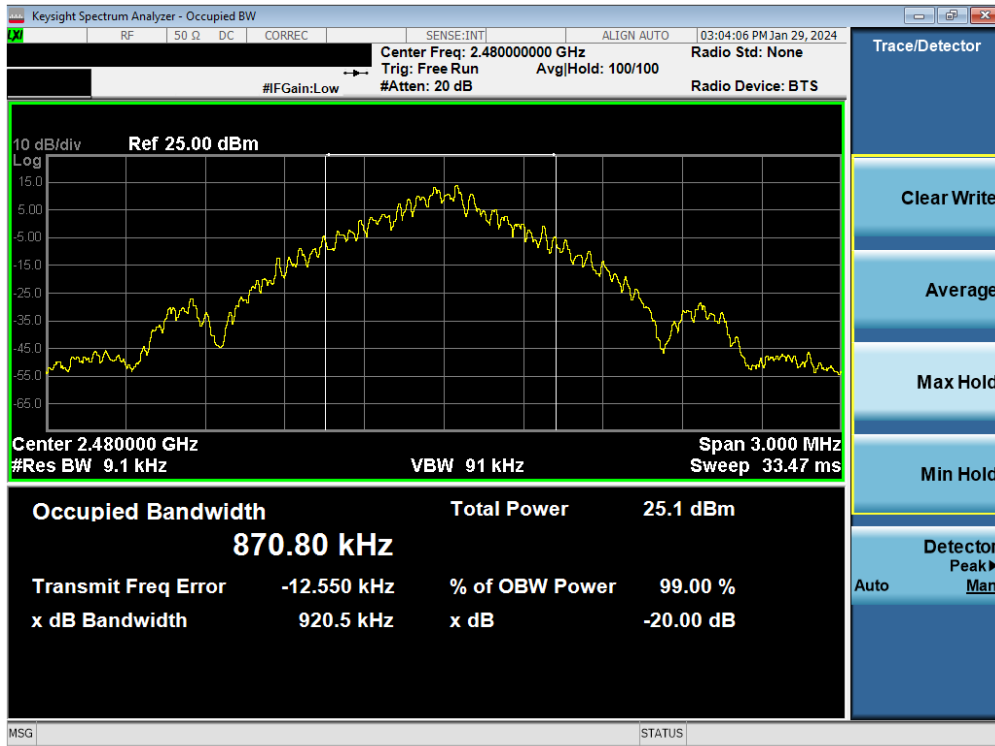 Keysight Spectrum Analyzer - Occupied BW
LXI RF 50 Ω DC CORREC SENSE:INT ALIGN AUTO 03:04:06 PM Jan 29, 2024
Center Freq: 2.480000000 GHz Radio Std: None
Trig: Free Run Avg|Hold: 100/100
#IFGain:Low #Atten: 20 dB Radio Device: BTS
10 dB/div Ref 25.00 dBm
Log
15.0
5.00
-5.00
-15.0
-25.0
-35.0
-45.0
-55.0
-65.0
Center 2.480000 GHz Span 3.000 MHz
#Res BW 9.1 kHz VBW 91 kHz Sweep 33.47 ms
Occupied Bandwidth Total Power 25.1 dBm
870.80 kHz
Transmit Freq Error -12.550 kHz % of OBW Power 99.00 %
x dB Bandwidth 920.5 kHz x dB -20.00 dB
MSG STATUS
Trace/Detector
Clear Write
Average
Max Hold
Min Hold
Detector
Peak▶
Auto Man